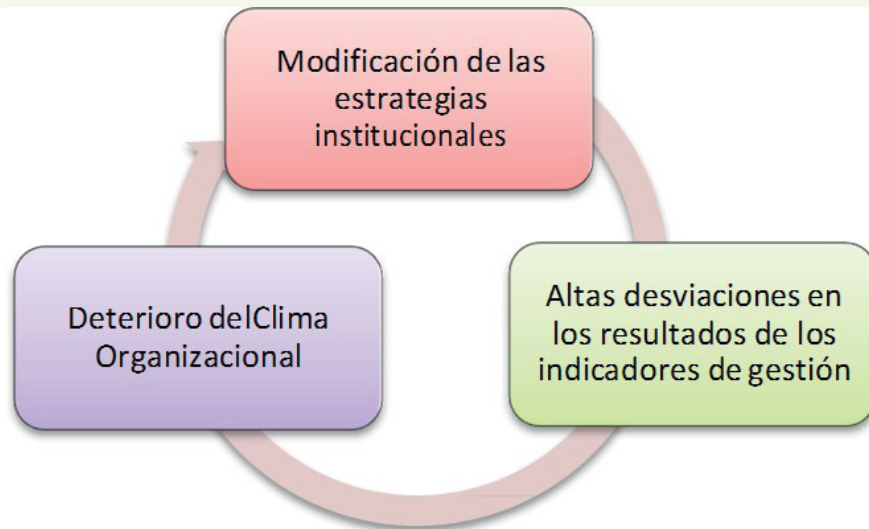 Modificación de las
estrategias
institucionales
Altas desviaciones en
los resultados de los
indicadores de gestión
Deterioro delClima
Organizacional